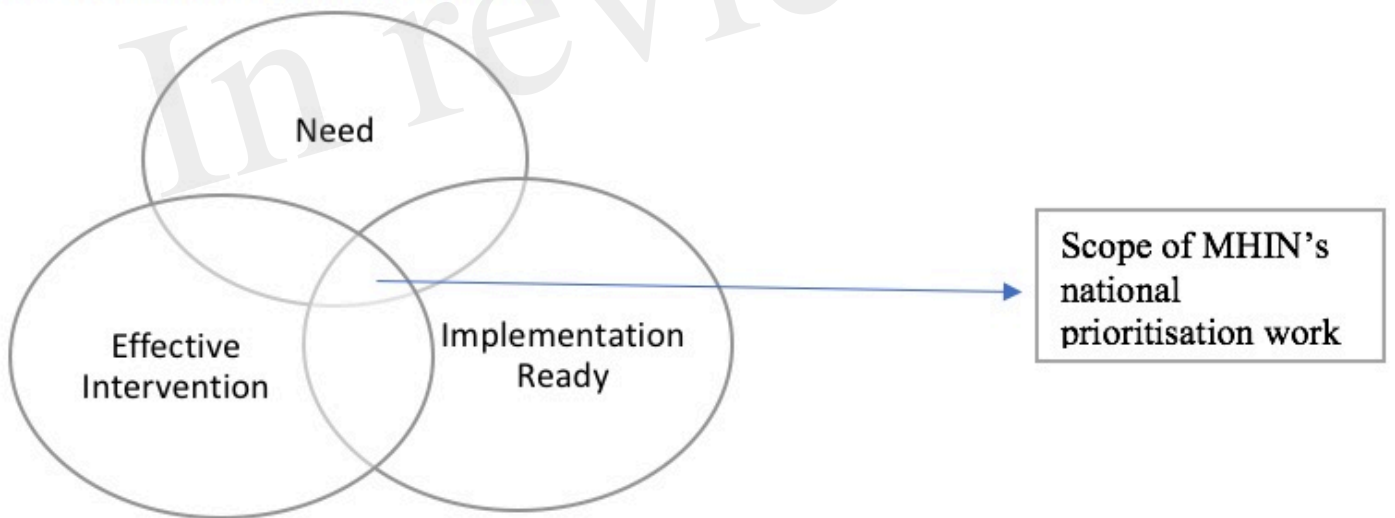 In review
Need
Effective
Intervention
Implementation
Ready
Scope of MHIN's
national
prioritisation work